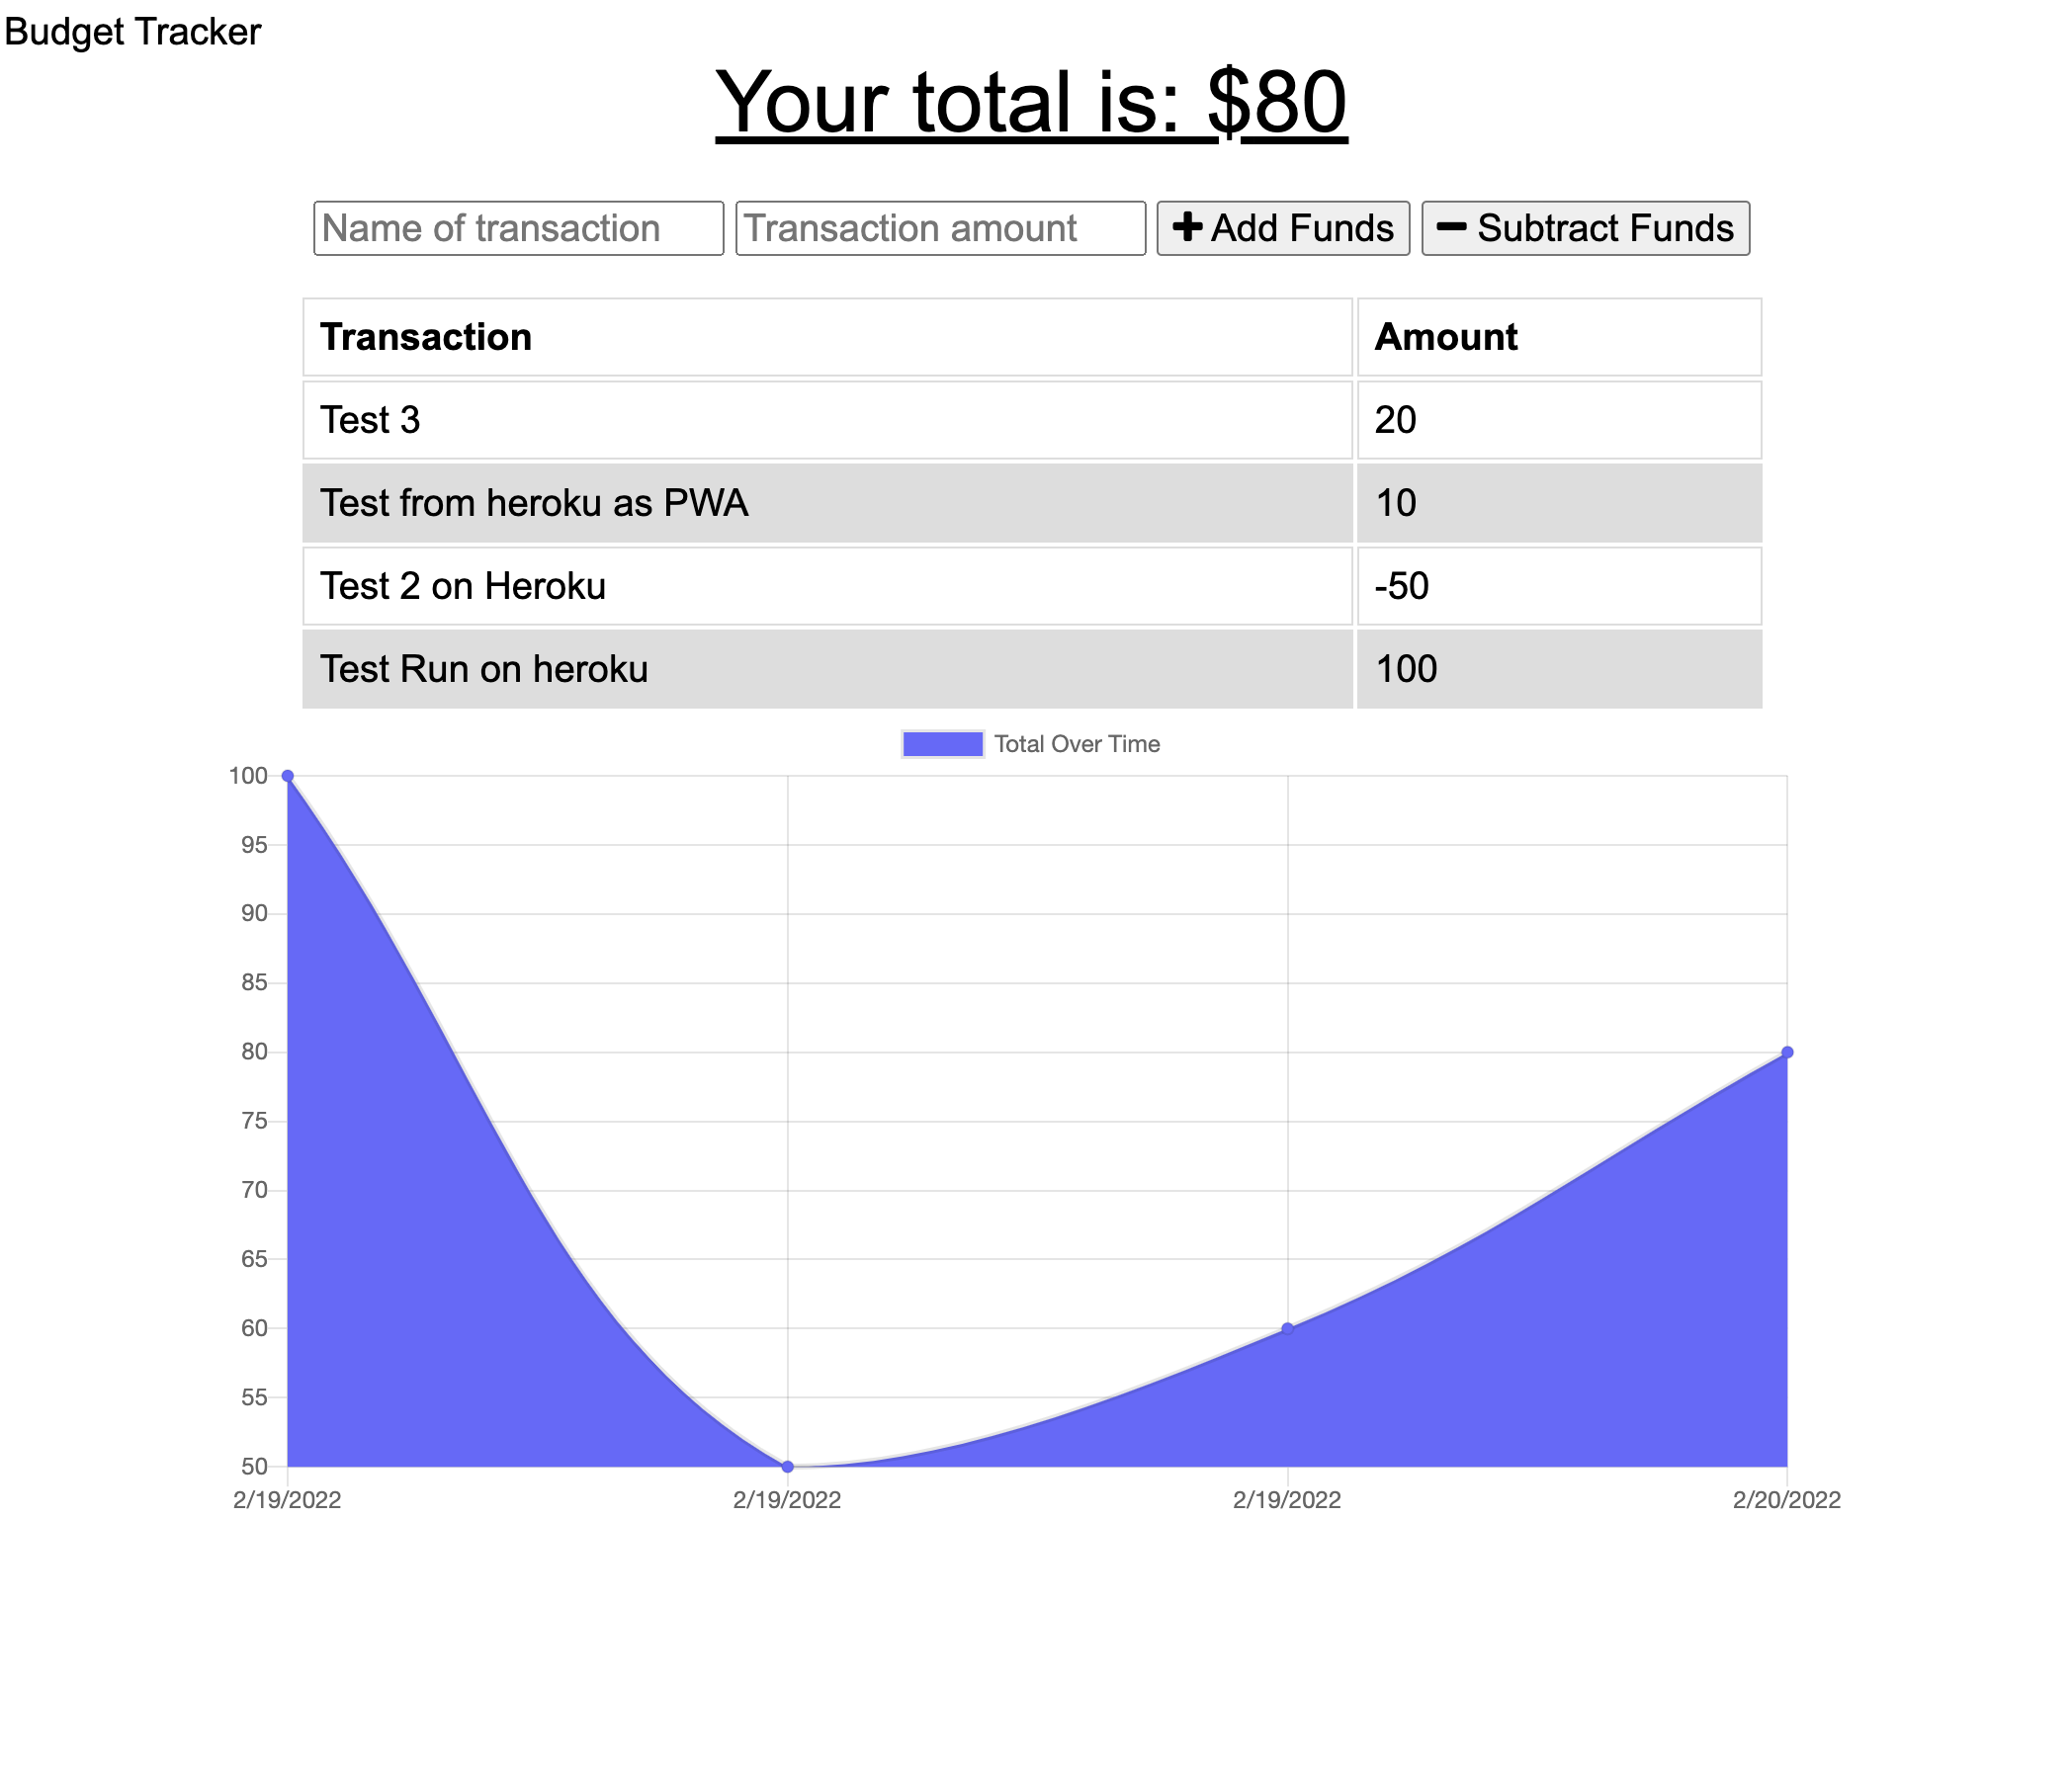 Budget Tracker
Your total is: $80
Name of transaction Transaction amount Add Funds Subtract Funds
Transaction Amount
Test 3 20
Test from heroku as PWA 10
Test 2 on Heroku -50
Test Run on heroku 100
Total Over Time
100
95
90
85
80
75
70
65
60
55
50
2/19/2022 2/19/2022 2/19/2022 2/20/2022